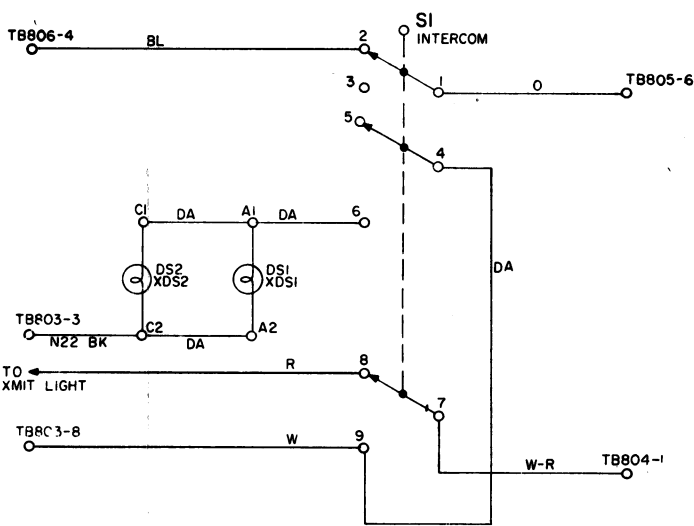 S1
INTERCOM
TB806-4
BL
2
1
O
TB805-6
3
5
4
C1
DA
A1
DA
6
DS2
XDS2
DS1
XDS1
DA
TB803-3
N22 BK
C2
DA
A2
TO
XMIT LIGHT
R
8
7
TB8C3-8
W
9
W-R
TB804-1